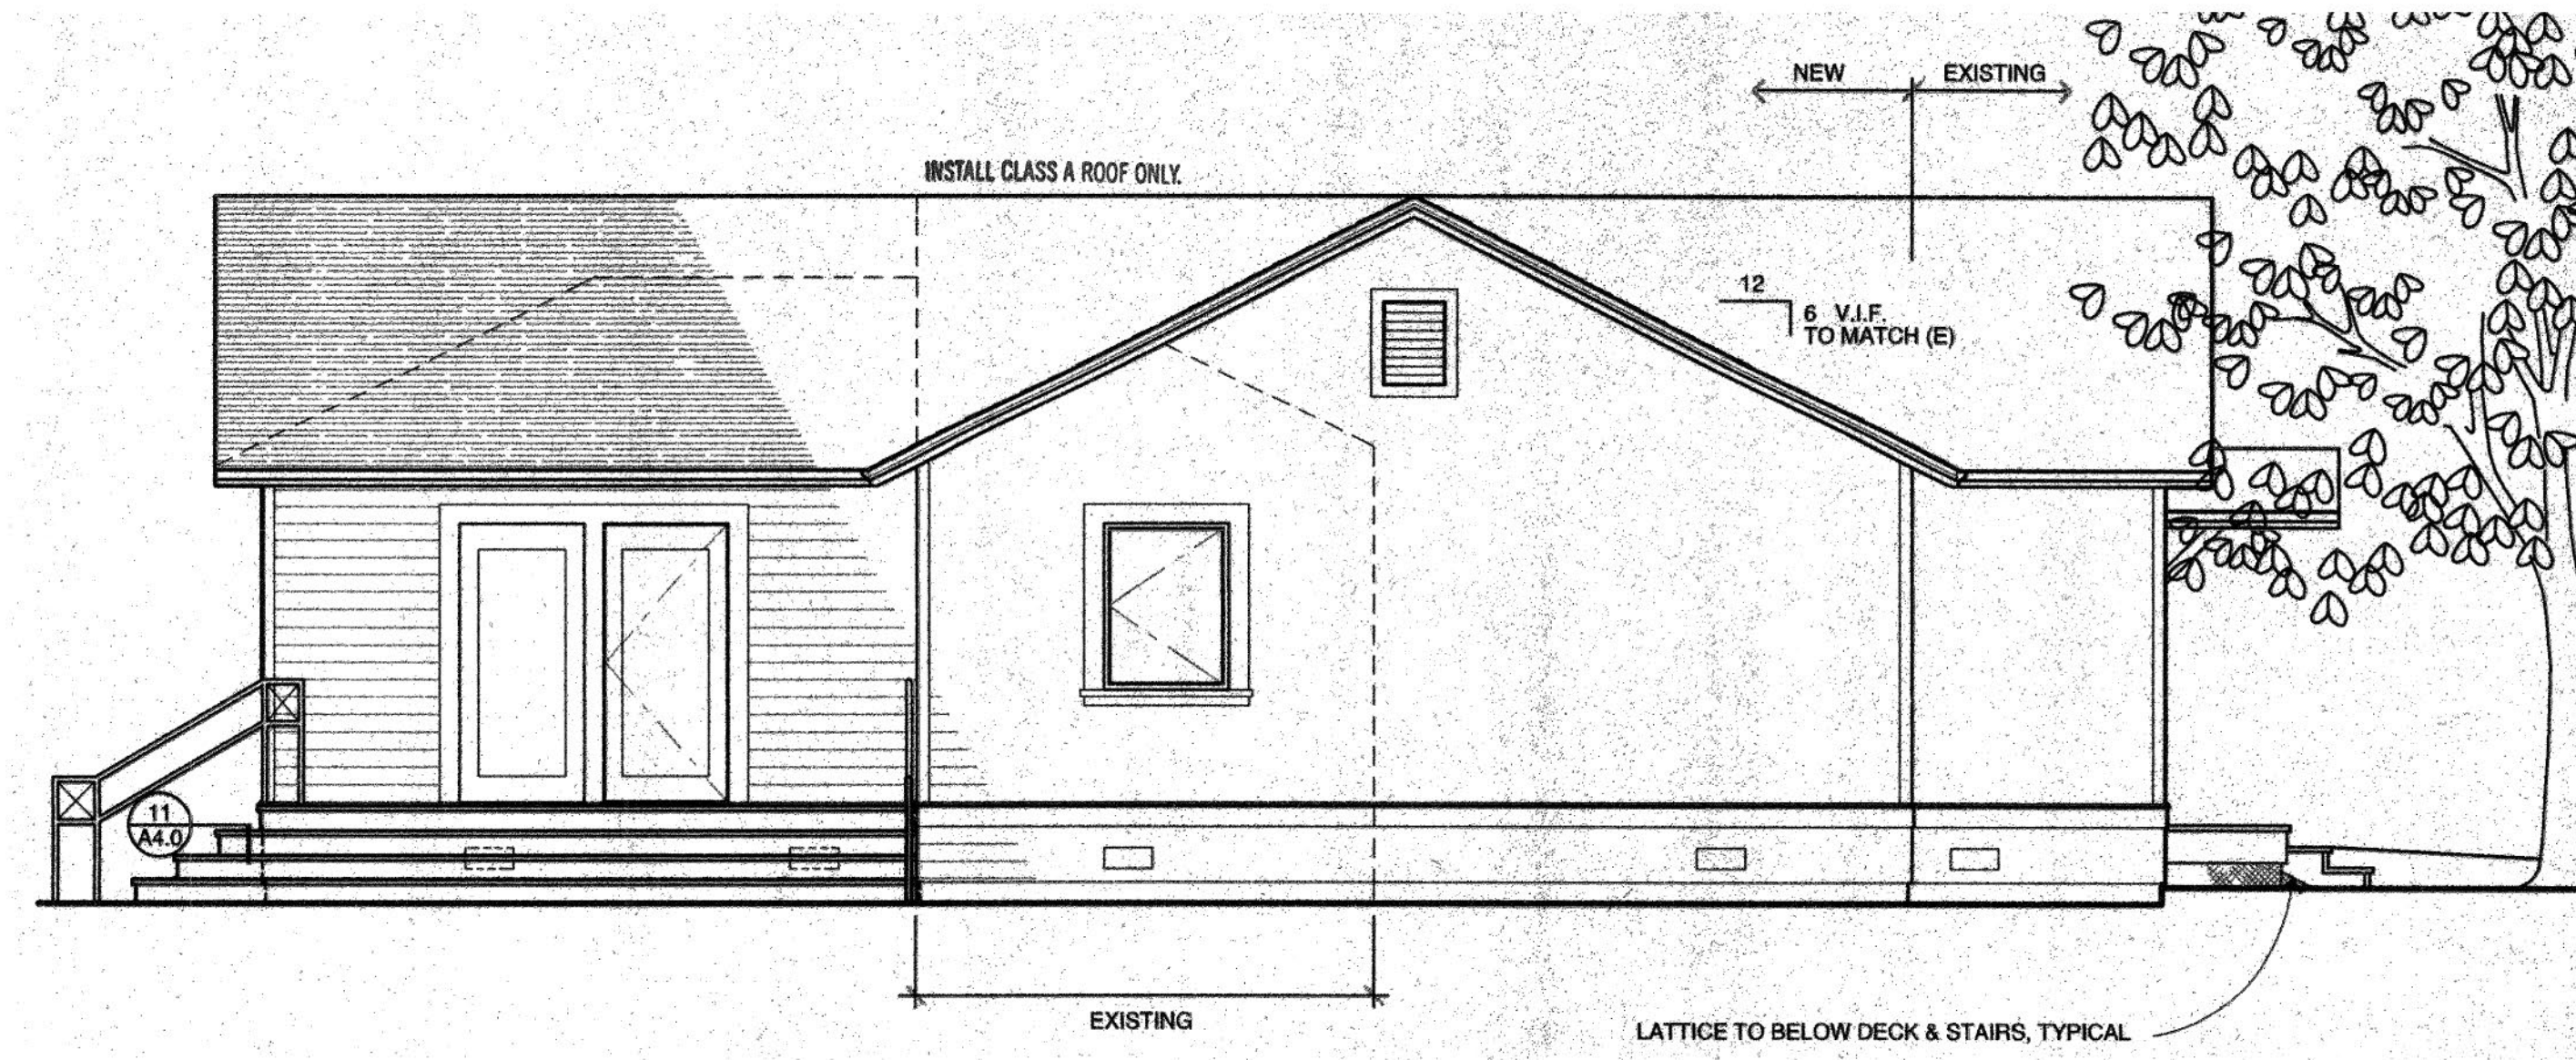 NEW
EXISTING
INSTALL CLASS A ROOF ONLY.
12
6 V.I.F.
TO MATCH (E)
11
A4.0
EXISTING
LATTICE TO BELOW DECK & STAIRS, TYPICAL